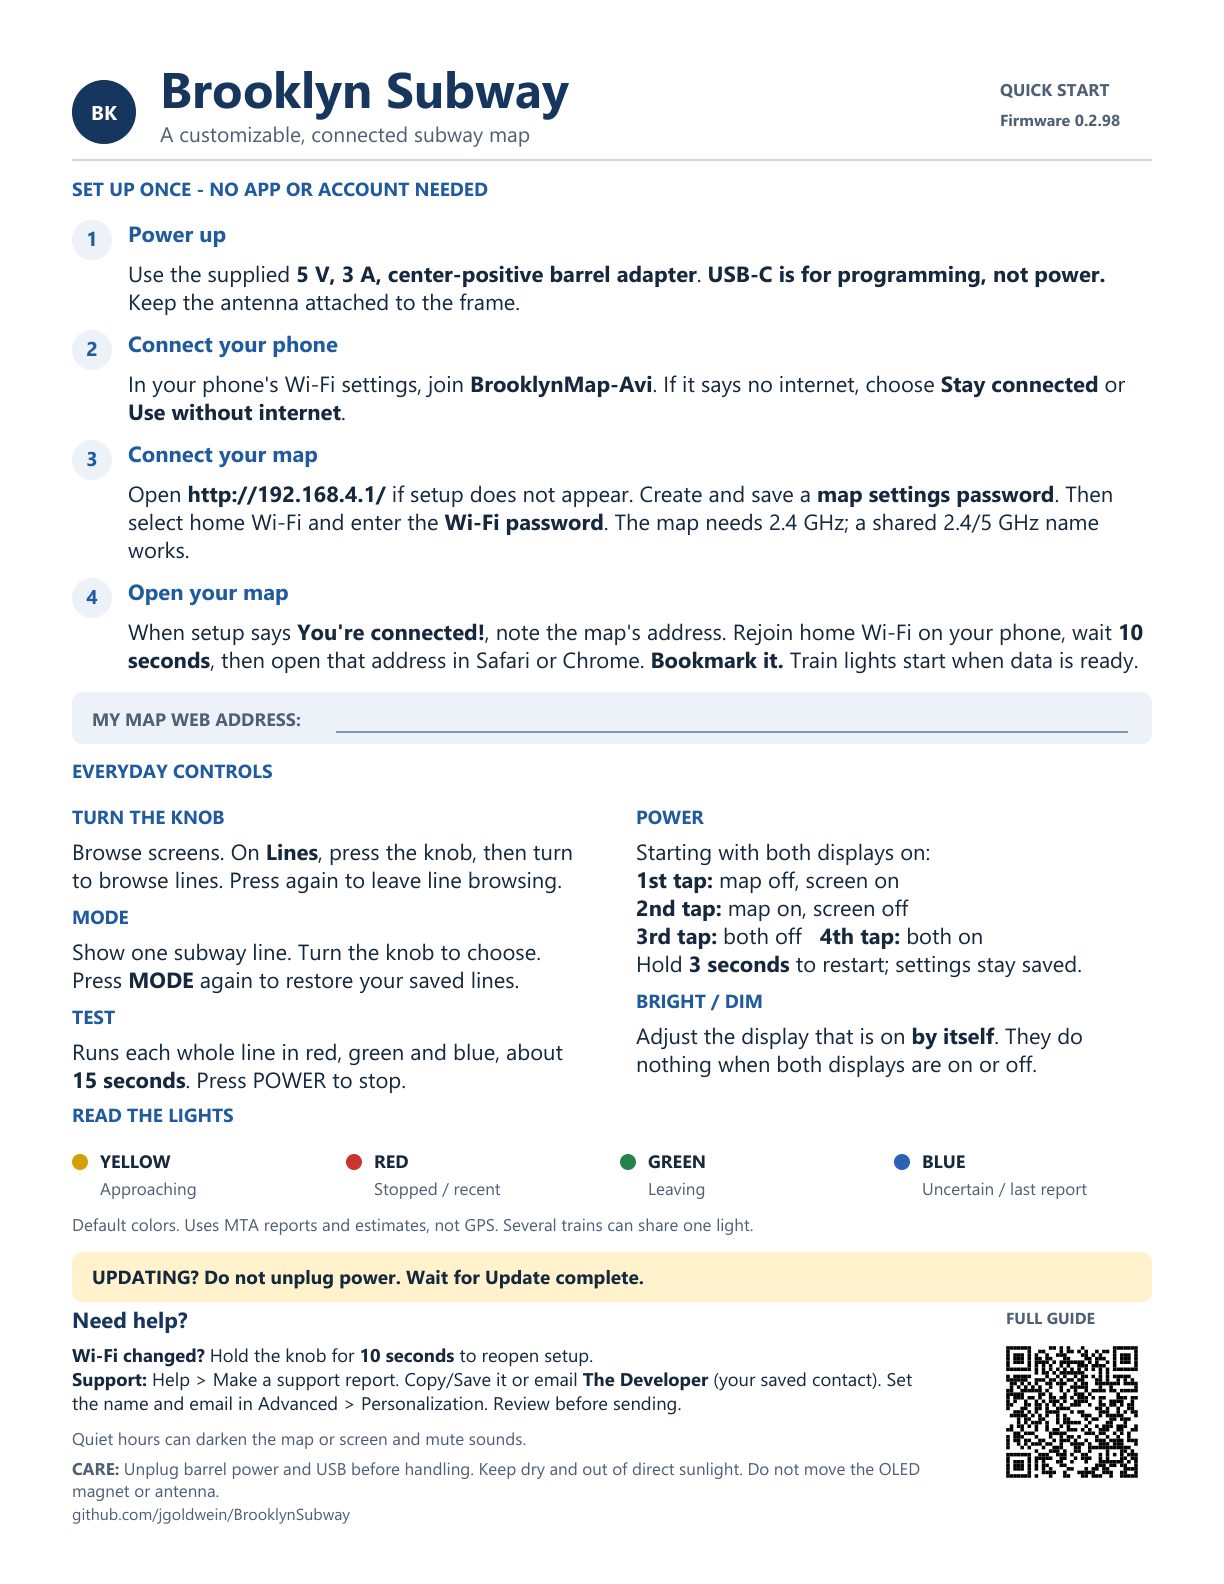 BK
Brooklyn Subway
A customizable, connected subway map
QUICK START
Firmware 0.2.98
SET UP ONCE - NO APP OR ACCOUNT NEEDED
1
Power up
Use the supplied 5 V, 3 A, center-positive barrel adapter. USB-C is for programming, not power.
Keep the antenna attached to the frame.
2
Connect your phone
In your phone's Wi-Fi settings, join BrooklynMap-Avi. If it says no internet, choose Stay connected or
Use without internet.
3
Connect your map
Open http://192.168.4.1/ if setup does not appear. Create and save a map settings password. Then
select home Wi-Fi and enter the Wi-Fi password. The map needs 2.4 GHz; a shared 2.4/5 GHz name
works.
4
Open your map
When setup says You're connected!, note the map's address. Rejoin home Wi-Fi on your phone, wait 10
seconds, then open that address in Safari or Chrome. Bookmark it. Train lights start when data is ready.
MY MAP WEB ADDRESS:
EVERYDAY CONTROLS
TURN THE KNOB
Browse screens. On Lines, press the knob, then turn
to browse lines. Press again to leave line browsing.
MODE
Show one subway line. Turn the knob to choose.
Press MODE again to restore your saved lines.
TEST
Runs each whole line in red, green and blue, about
15 seconds. Press POWER to stop.
POWER
Starting with both displays on:
1st tap: map off, screen on
2nd tap: map on, screen off
3rd tap: both off 4th tap: both on
Hold 3 seconds to restart; settings stay saved.
BRIGHT / DIM
Adjust the display that is on by itself. They do
nothing when both displays are on or off.
READ THE LIGHTS
YELLOW
Approaching
RED
Stopped / recent
GREEN
Leaving
BLUE
Uncertain / last report
Default colors. Uses MTA reports and estimates, not GPS. Several trains can share one light.
UPDATING? Do not unplug power. Wait for Update complete.
Need help?
Wi-Fi changed? Hold the knob for 10 seconds to reopen setup.
Support: Help > Make a support report. Copy/Save it or email The Developer (your saved contact). Set
the name and email in Advanced > Personalization. Review before sending.
Quiet hours can darken the map or screen and mute sounds.
CARE: Unplug barrel power and USB before handling. Keep dry and out of direct sunlight. Do not move the OLED
magnet or antenna.
github.com/jgoldwein/BrooklynSubway
FULL GUIDE